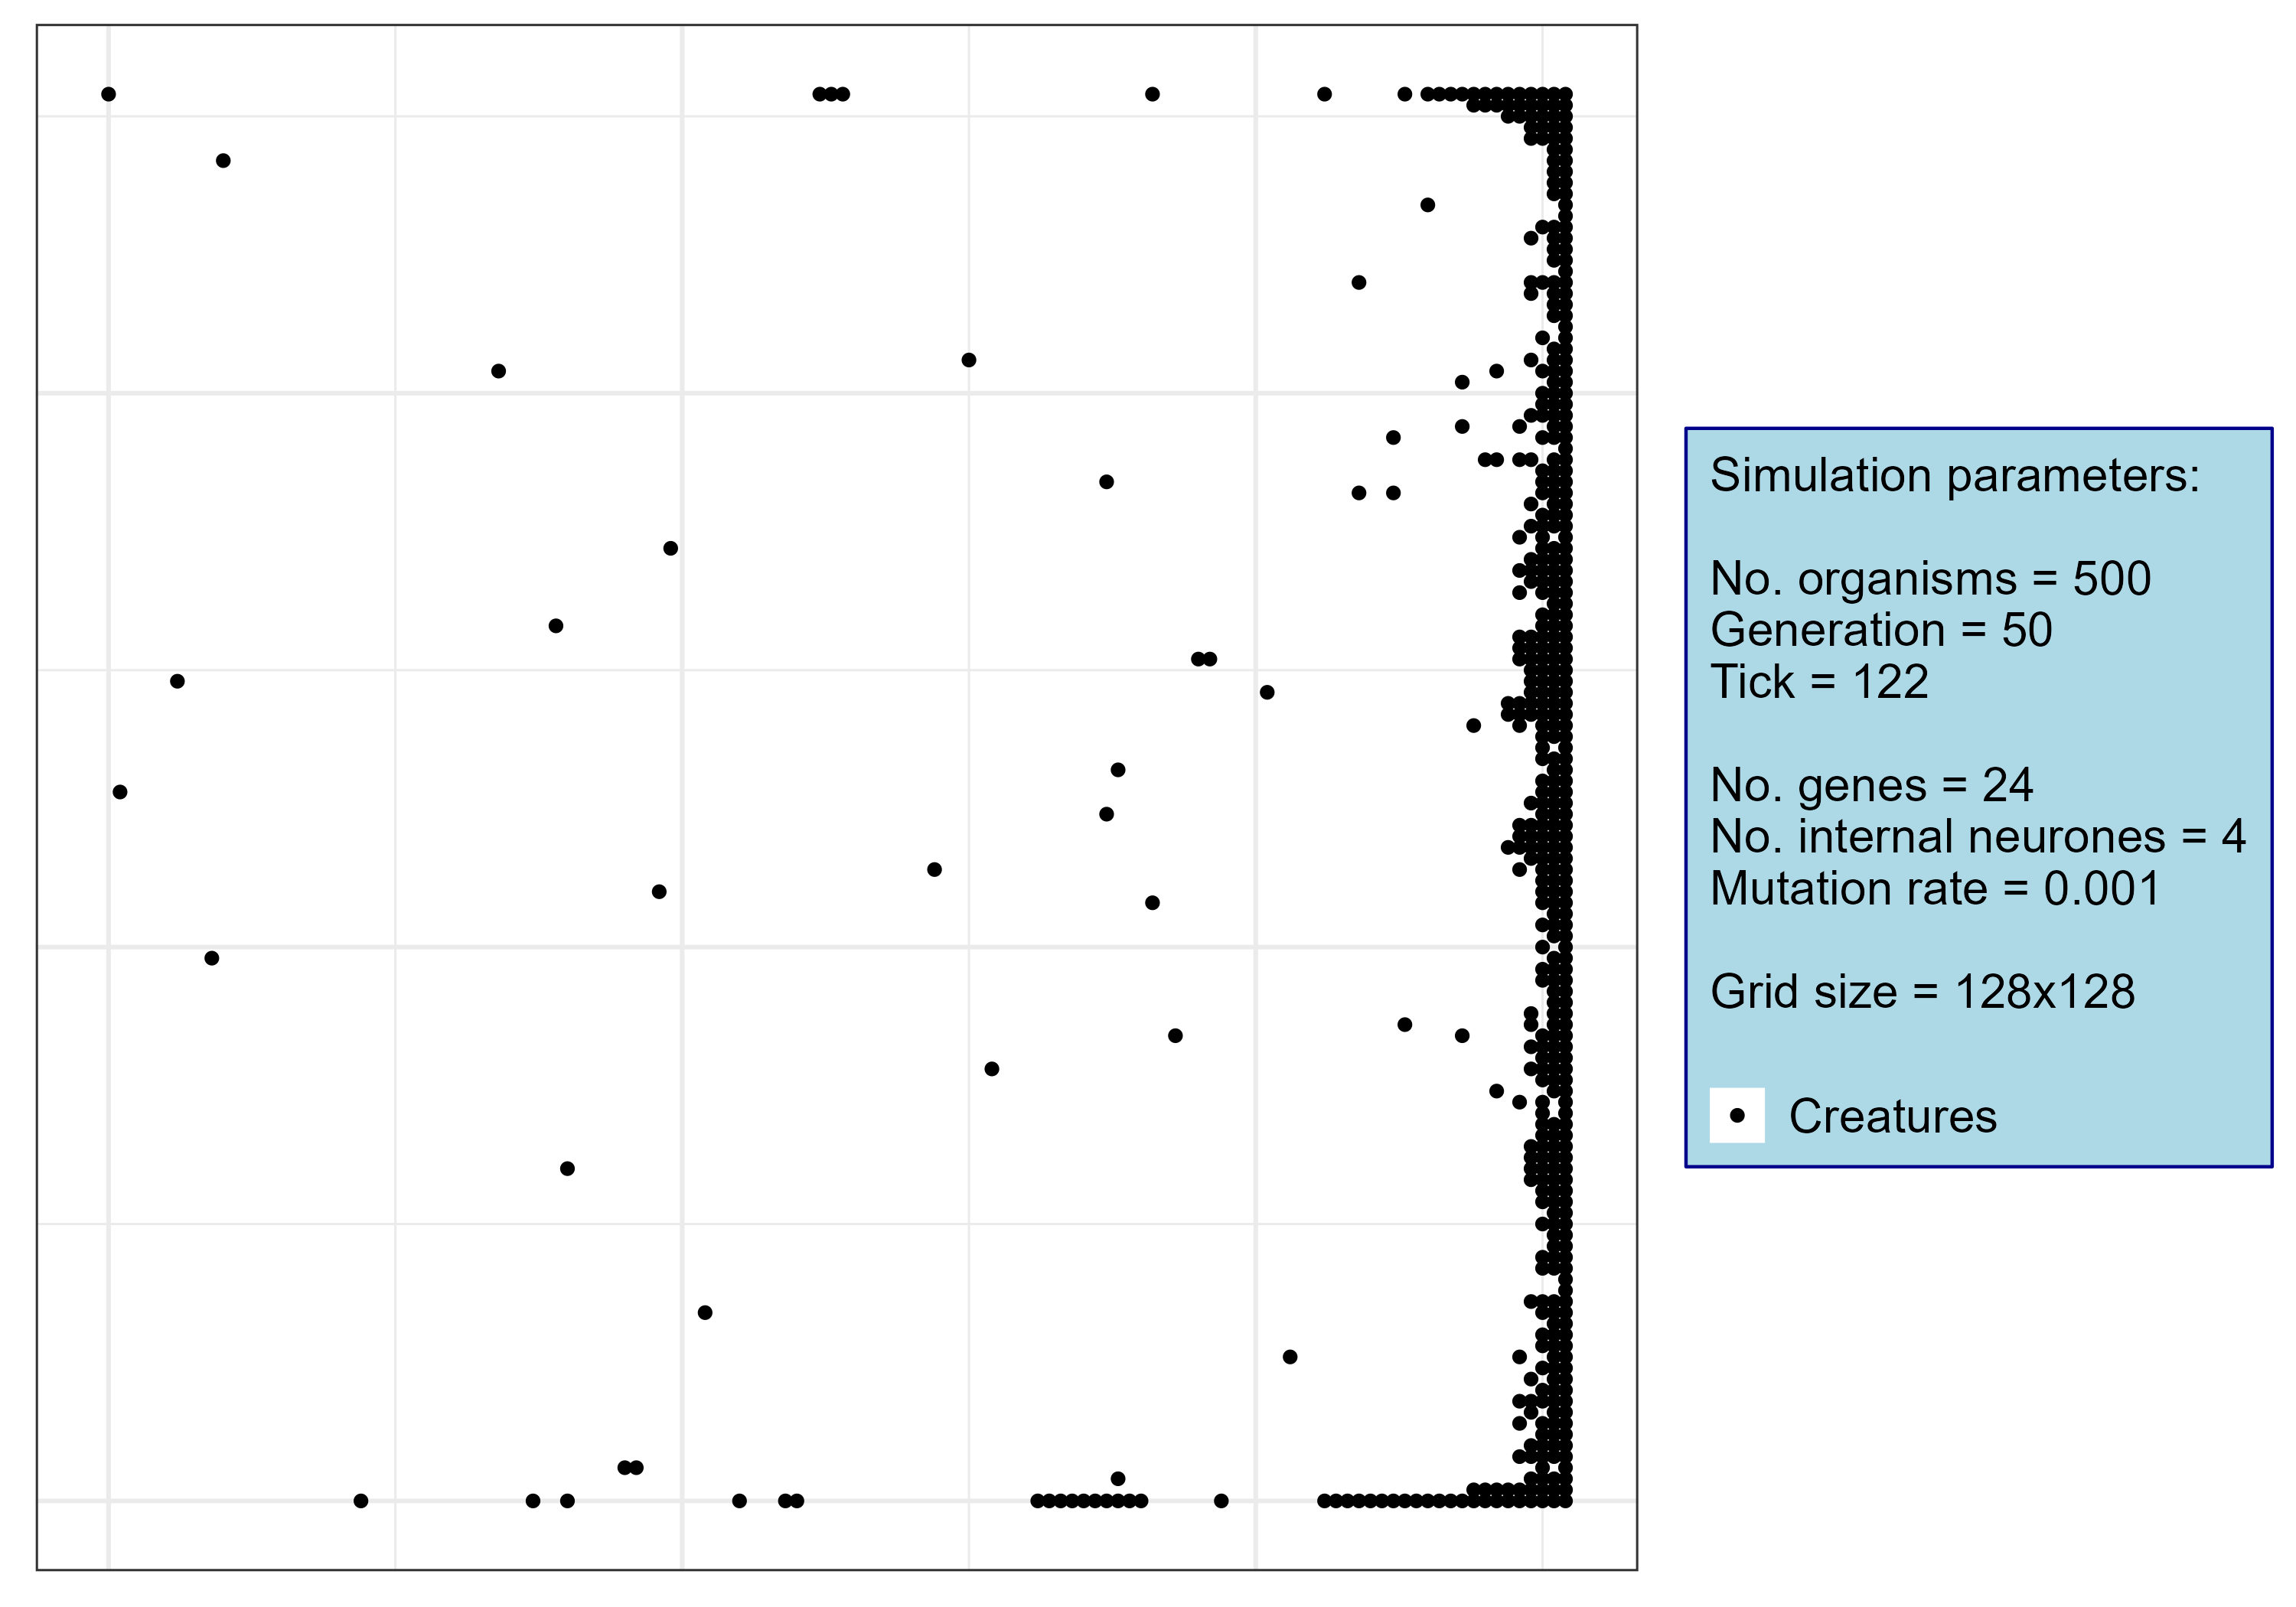 Simulation parameters:
No. organisms = 500
Generation = 50
Tick = 122
No. genes = 24
No. internal neurones = 4
Mutation rate = 0.001
Grid size = 128x128
Creatures